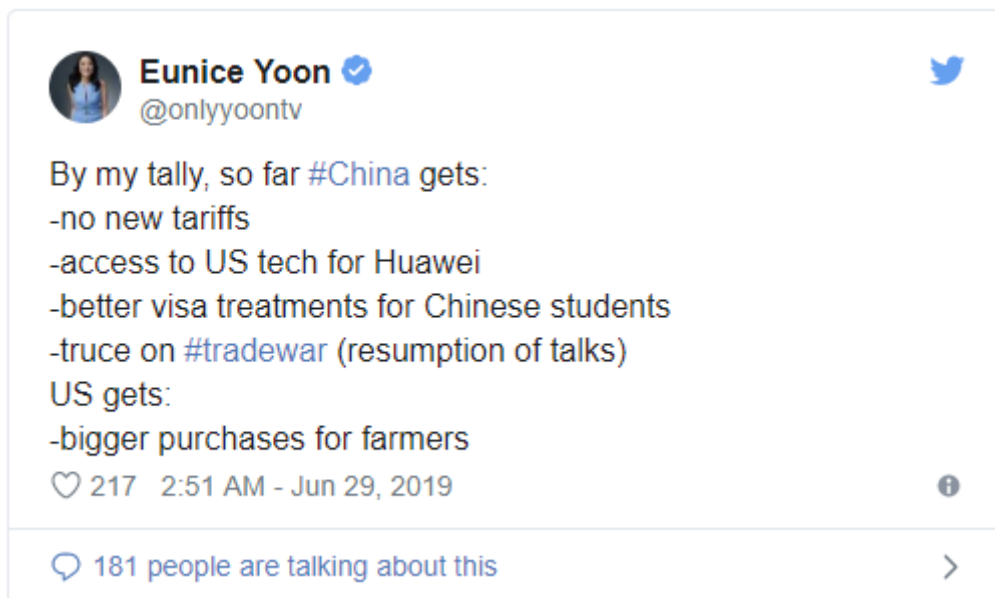 Eunice Yoon
@onlyyoontv
By my tally, so far #China gets:
-no new tariffs
-access to US tech for Huawei
-better visa treatments for Chinese students
-truce on #tradewar (resumption of talks)
US gets:
-bigger purchases for farmers
217 2:51 AM - Jun 29, 2019
181 people are talking about this